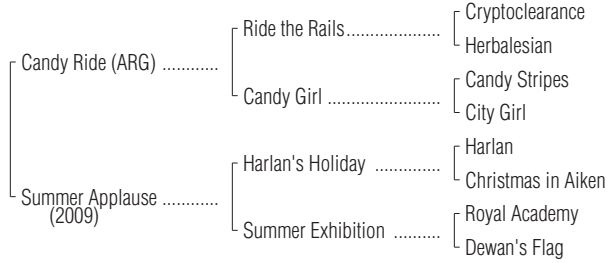 Cryptoclearance
Ride the Rails.....................
Herbalesian
Candy Ride (ARG) ............
Candy Stripes
Candy Girl ........................
City Girl
Harlan
Harlan's Holiday ..............
Christmas in Aiken
Summer Applause ............
(2009)
Royal Academy
Summer Exhibition ..........
Dewan's Flag